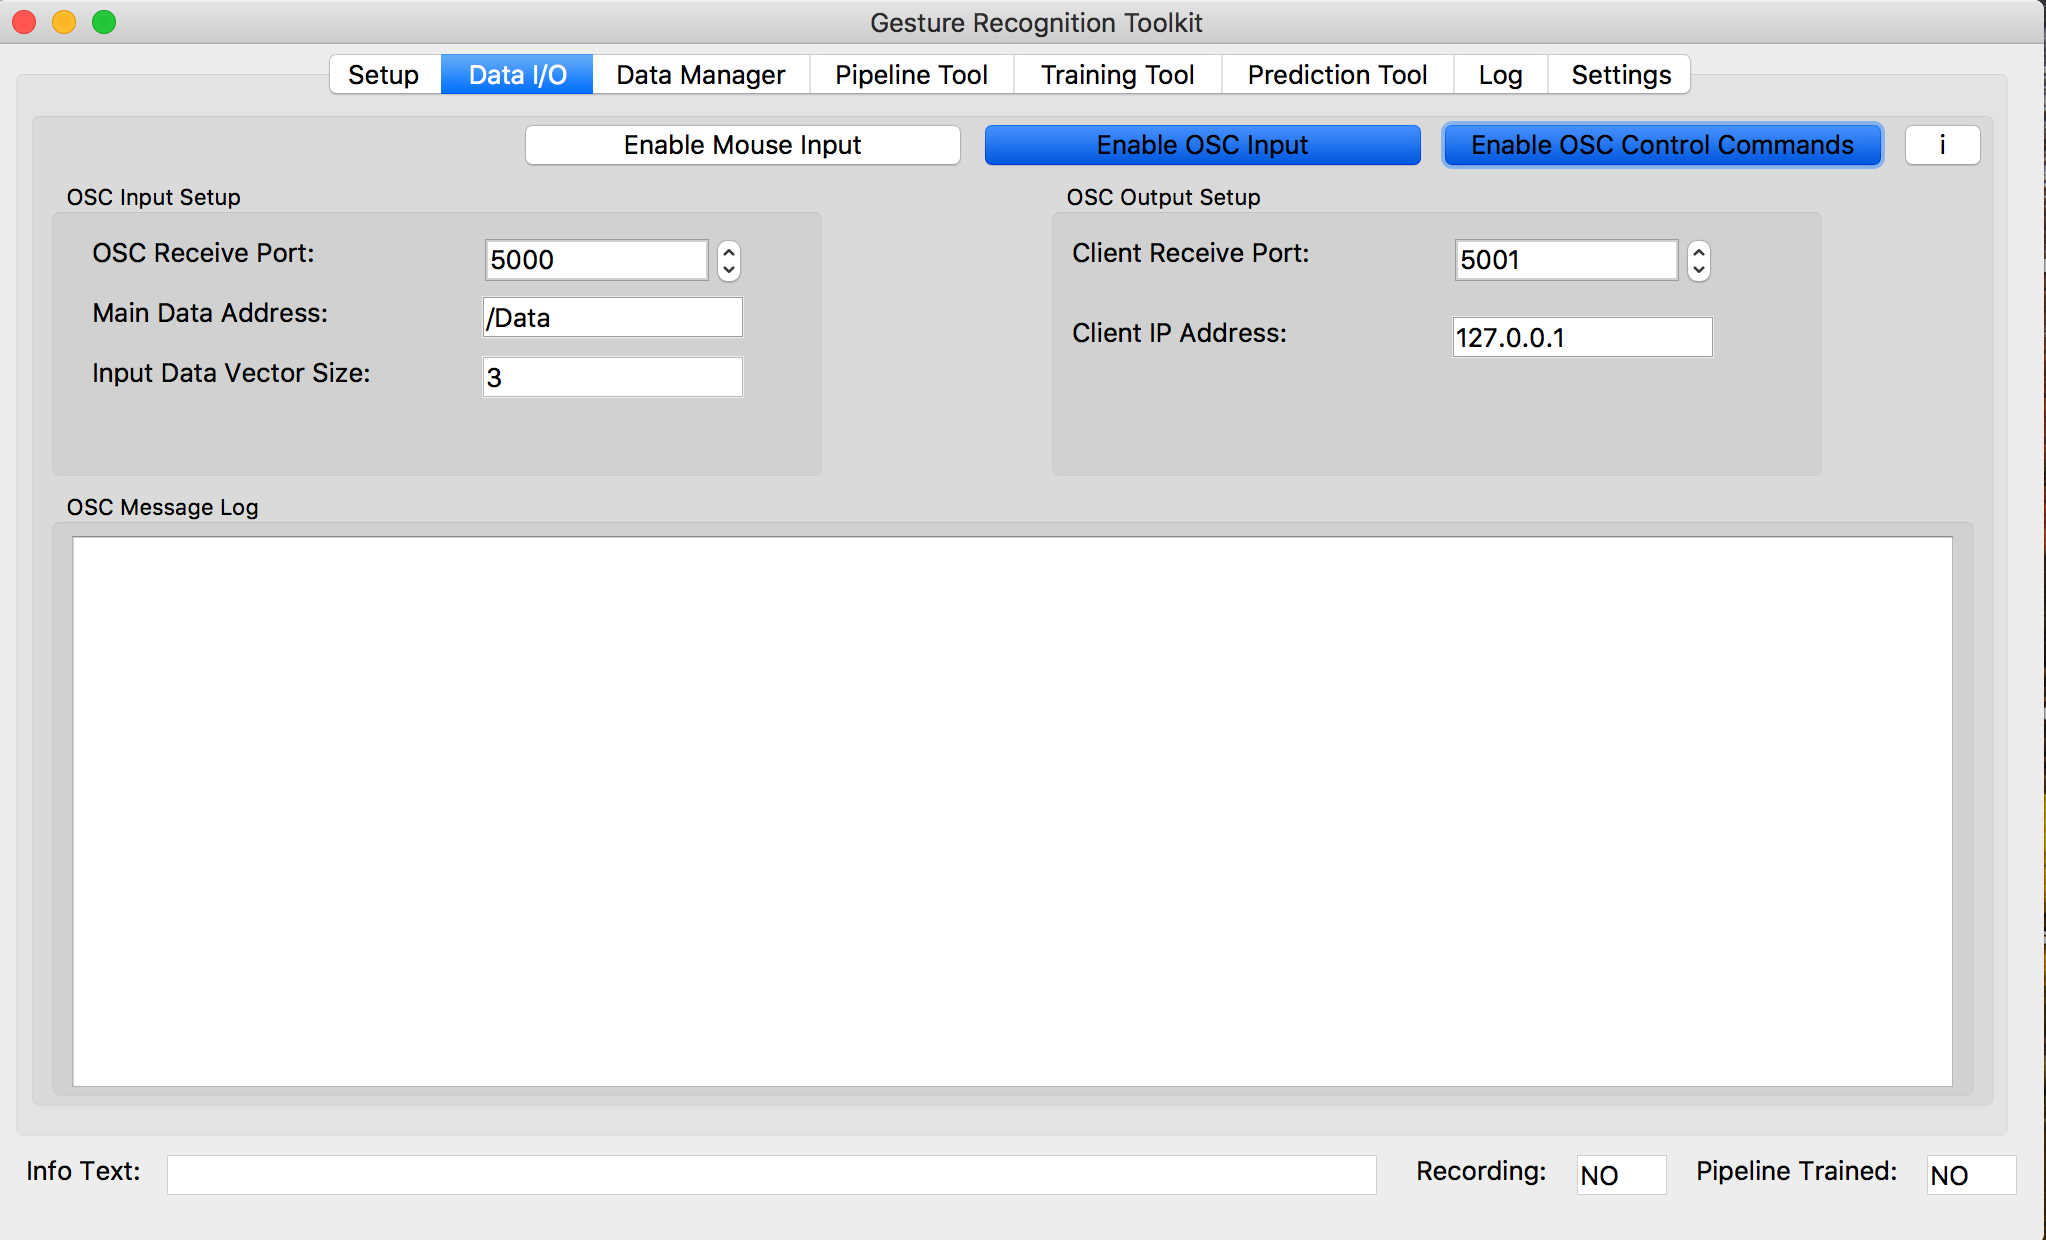 Gesture Recognition Toolkit
Setup Data I/O Data Manager Pipeline Tool Training Tool Prediction Tool Log Settings
Enable Mouse Input Enable OSC Input Enable OSC Control Commands i
OSC Input Setup
OSC Receive Port: 5000
Main Data Address: /Data
Input Data Vector Size: 3
OSC Output Setup
Client Receive Port: 5001
Client IP Address: 127.0.0.1
OSC Message Log
Info Text: Recording: NO Pipeline Trained: NO